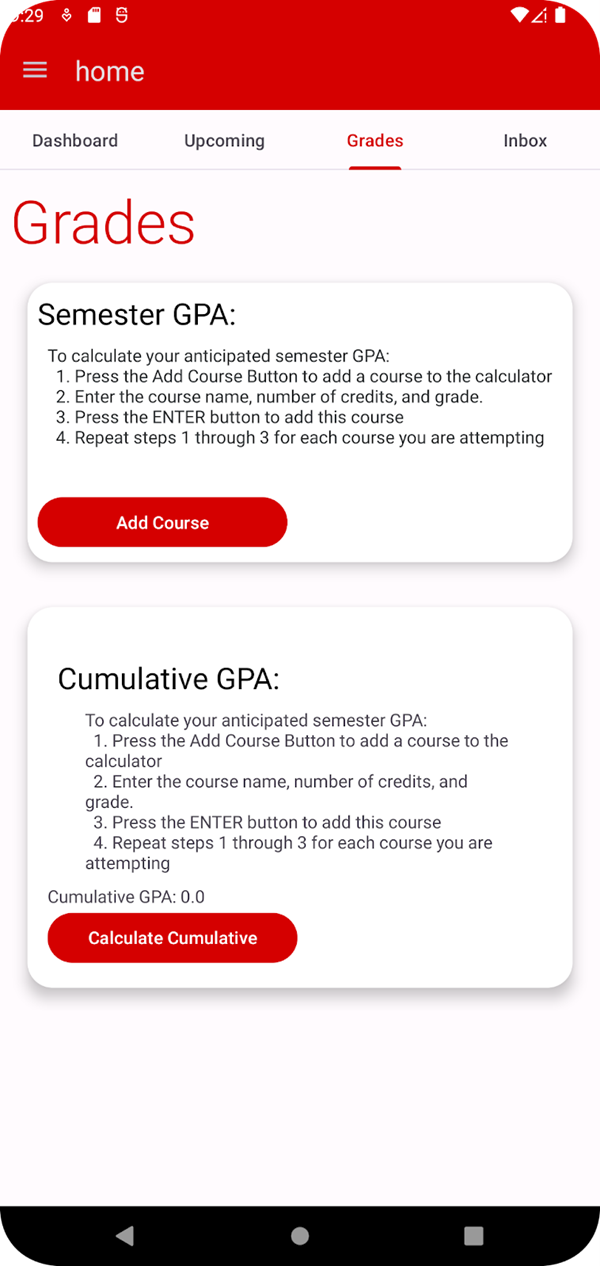 :29
home
Dashboard Upcoming Grades Inbox
Grades
Semester GPA:
To calculate your anticipated semester GPA:
1. Press the Add Course Button to add a course to the calculator
2. Enter the course name, number of credits, and grade.
3. Press the ENTER button to add this course
4. Repeat steps 1 through 3 for each course you are attempting
Add Course
Cumulative GPA:
To calculate your anticipated semester GPA:
1. Press the Add Course Button to add a course to the
calculator
2. Enter the course name, number of credits, and
grade.
3. Press the ENTER button to add this course
4. Repeat steps 1 through 3 for each course you are
attempting
Cumulative GPA: 0.0
Calculate Cumulative